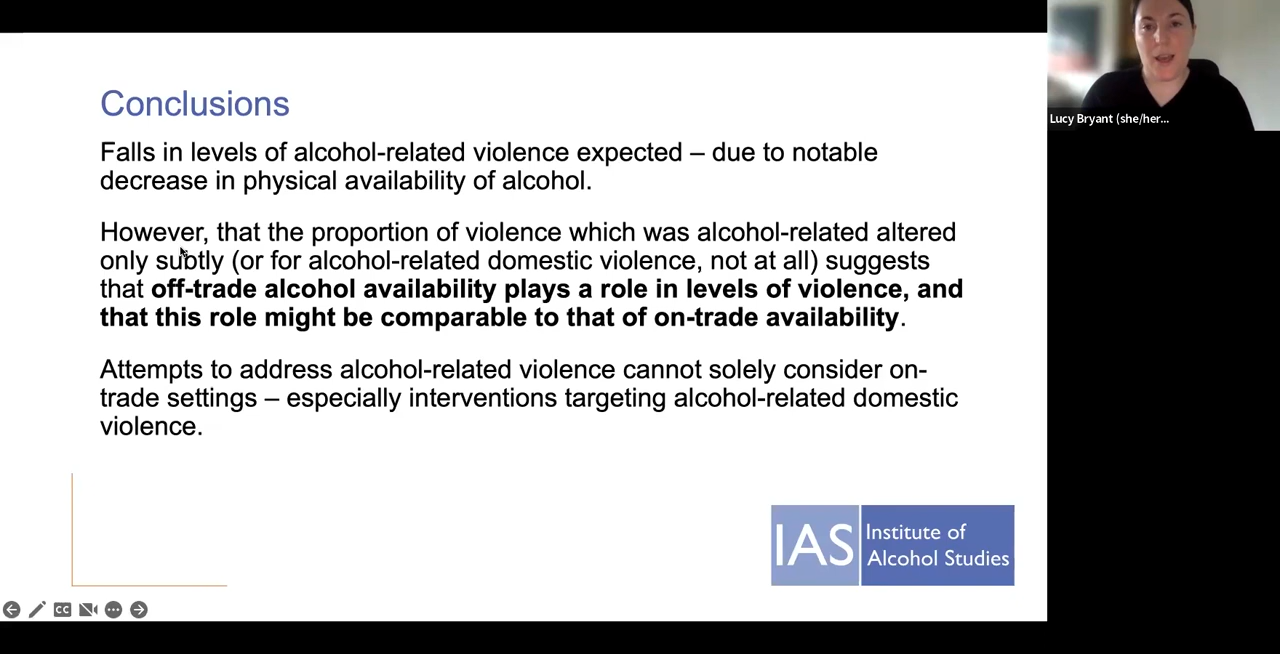 Conclusions
Falls in levels of alcohol-related violence expected – due to notable
decrease in physical availability of alcohol.
However, that the proportion of violence which was alcohol-related altered
only subtly (or for alcohol-related domestic violence, not at all) suggests
that off-trade alcohol availability plays a role in levels of violence, and
that this role might be comparable to that of on-trade availability.
Attempts to address alcohol-related violence cannot solely consider on-
trade settings – especially interventions targeting alcohol-related domestic
violence.
IAS
Institute of
Alcohol Studies
CC
Lucy Bryant (she/her...